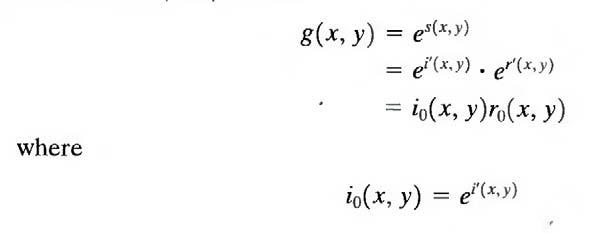 g(x, y) = e^{s(x, y)}
= e^{i'(x, y)} · e^{r'(x, y)}
= i₀(x, y)r₀(x, y)
where
i₀(x, y) = e^{i'(x, y)}